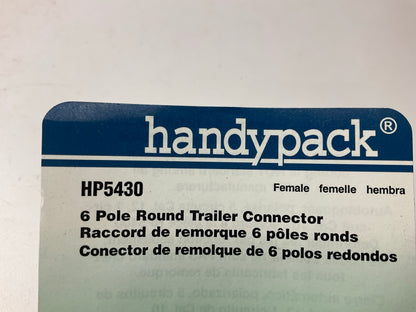 handypack®
HP5430 Female femelle hembra
6 Pole Round Trailer Connector
Raccord de remorque 6 pôles ronds
Conector de remolque de 6 polos redondos